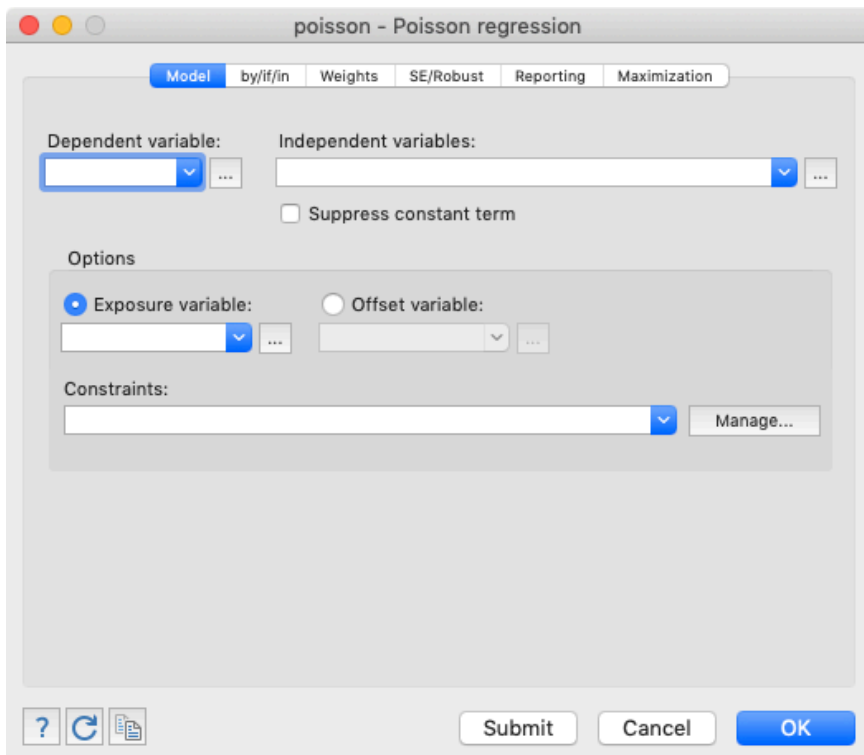 poisson - Poisson regression
Model by/if/in Weights SE/Robust Reporting Maximization
Dependent variable: Independent variables:
... ...
Suppress constant term
Options
Exposure variable: Offset variable:
... ...
Constraints:
Manage...
? Submit Cancel OK